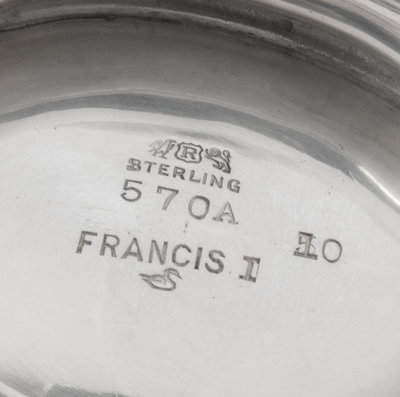 R
STERLING
570A
FRANCIS I 10